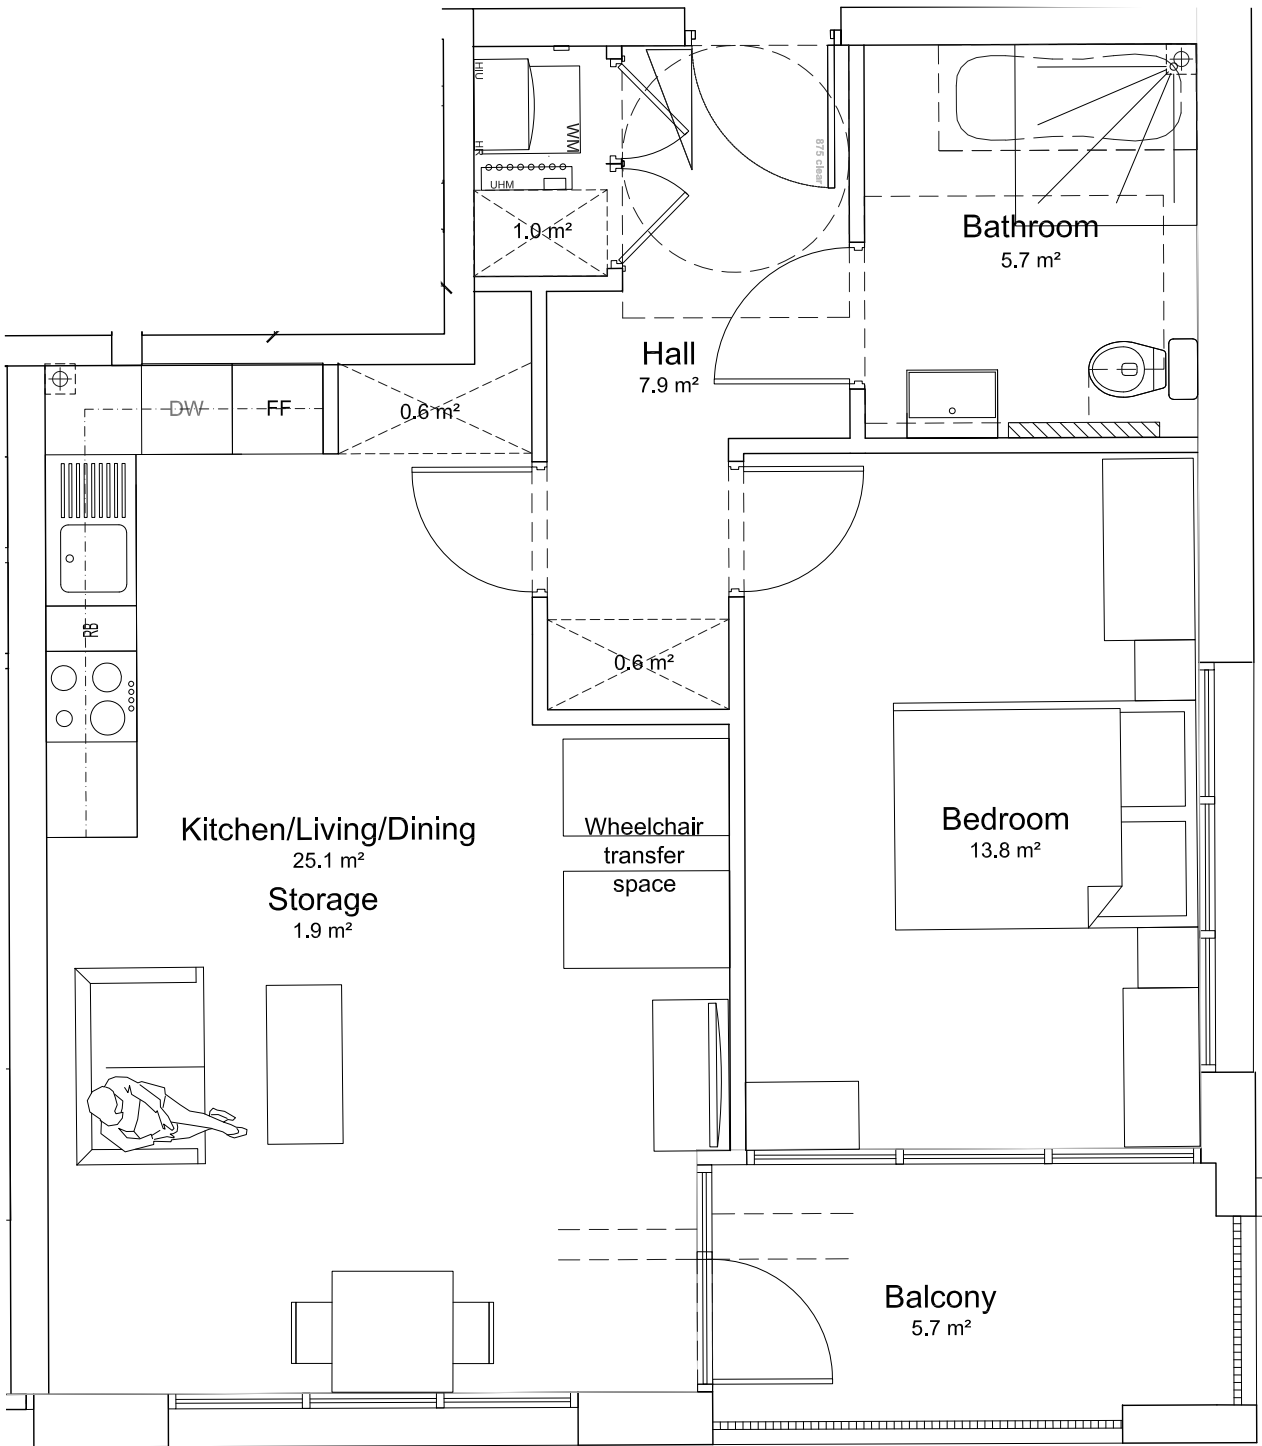 HIU
HR
WM
UHM
1.0 m²
875 clear
Bathroom
5.7 m²
Hall
7.9 m²
DW
FF
0.6 m²
RB
0.6 m²
Kitchen/Living/Dining
25.1 m²
Storage
1.9 m²
Wheelchair
transfer
space
Bedroom
13.8 m²
Balcony
5.7 m²